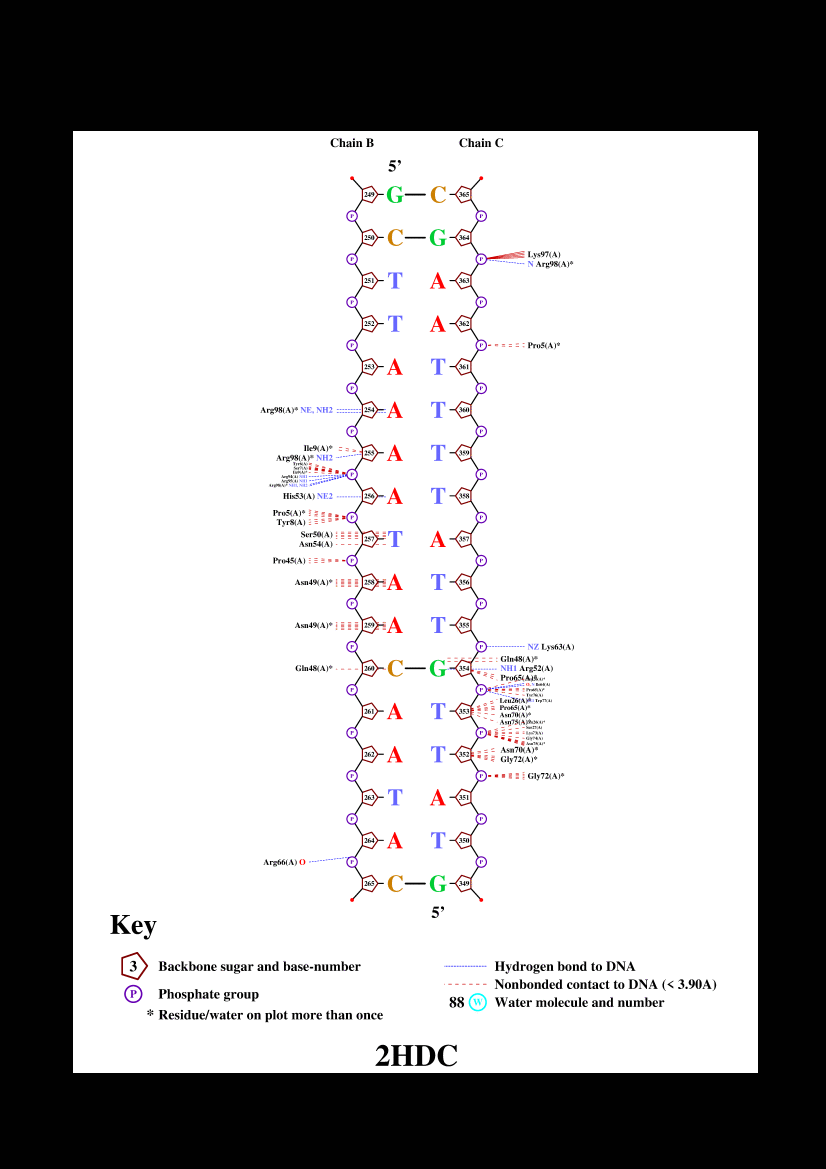 Chain B Chain C
5’
249 G C 365
P P
250 C G 364
P P Lys97(A)
N Arg98(A)*
251 T A 363
P P
252 T A 362
P P Pro5(A)*
253 A T 361
P P
Arg98(A)* NE, NH2 254 A T 360
P P
Ile9(A)*
255 A T 359
Arg98(A)* NH2
P P
His53(A) NE2 256 A T 358
Pro5(A)*
P P
Tyr8(A)
Ser50(A)
257 T A 357
Asn54(A)
Pro45(A) P P
Asn49(A)* 258 A T 356
P P
Asn49(A)* 259 A T 355
P P NZ Lys63(A)
Gln48(A)*
Gln48(A)* 260 C G 354 NH1 Arg52(A)
Pro65(A)*
P P
Leu26(A)*
Pro65(A)*
261 A T 353
Asn70(A)*
Asn75(A)*
P P
Asn70(A)*
262 A T 352
Gly72(A)*
P P Gly72(A)*
263 T A 351
P P
264 A T 350
Arg66(A) O P P
265 C G 349
5’
Key
3 Backbone sugar and base-number
P Phosphate group
* Residue/water on plot more than once
Hydrogen bond to DNA
Nonbonded contact to DNA (< 3.90A)
88 W Water molecule and number
2HDC